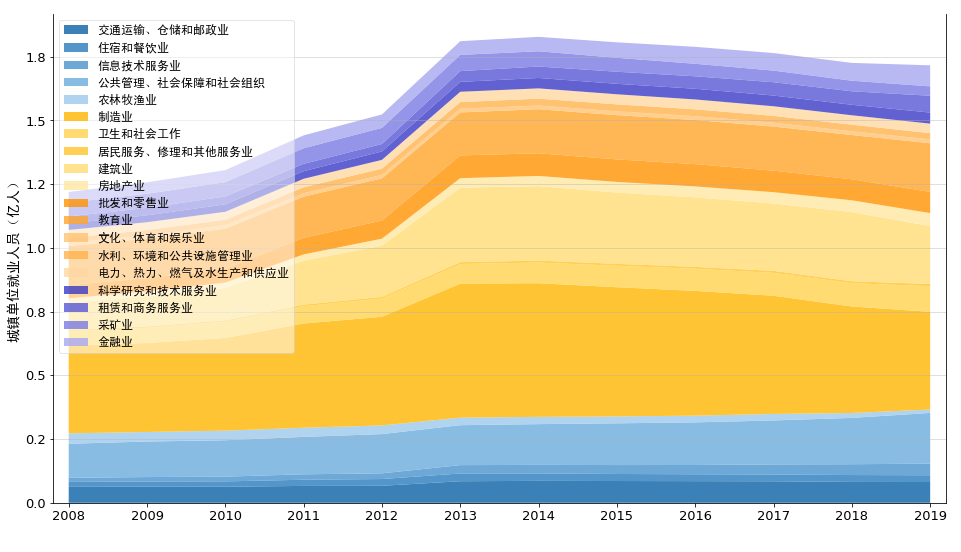 交通运输、仓储和邮政业
住宿和餐饮业
信息技术服务业
公共管理、社会保障和社会组织
农林牧渔业
制造业
卫生和社会工作
居民服务、修理和其他服务业
建筑业
房地产业
批发和零售业
教育业
文化、体育和娱乐业
水利、环境和公共设施管理业
电力、热力、燃气及水生产和供应业
科学研究和技术服务业
租赁和商务服务业
采矿业
金融业
城镇单位就业人员（亿人）
1.8
1.5
1.2
1.0
0.8
0.5
0.2
0.0
2008 2009 2010 2011 2012 2013 2014 2015 2016 2017 2018 2019